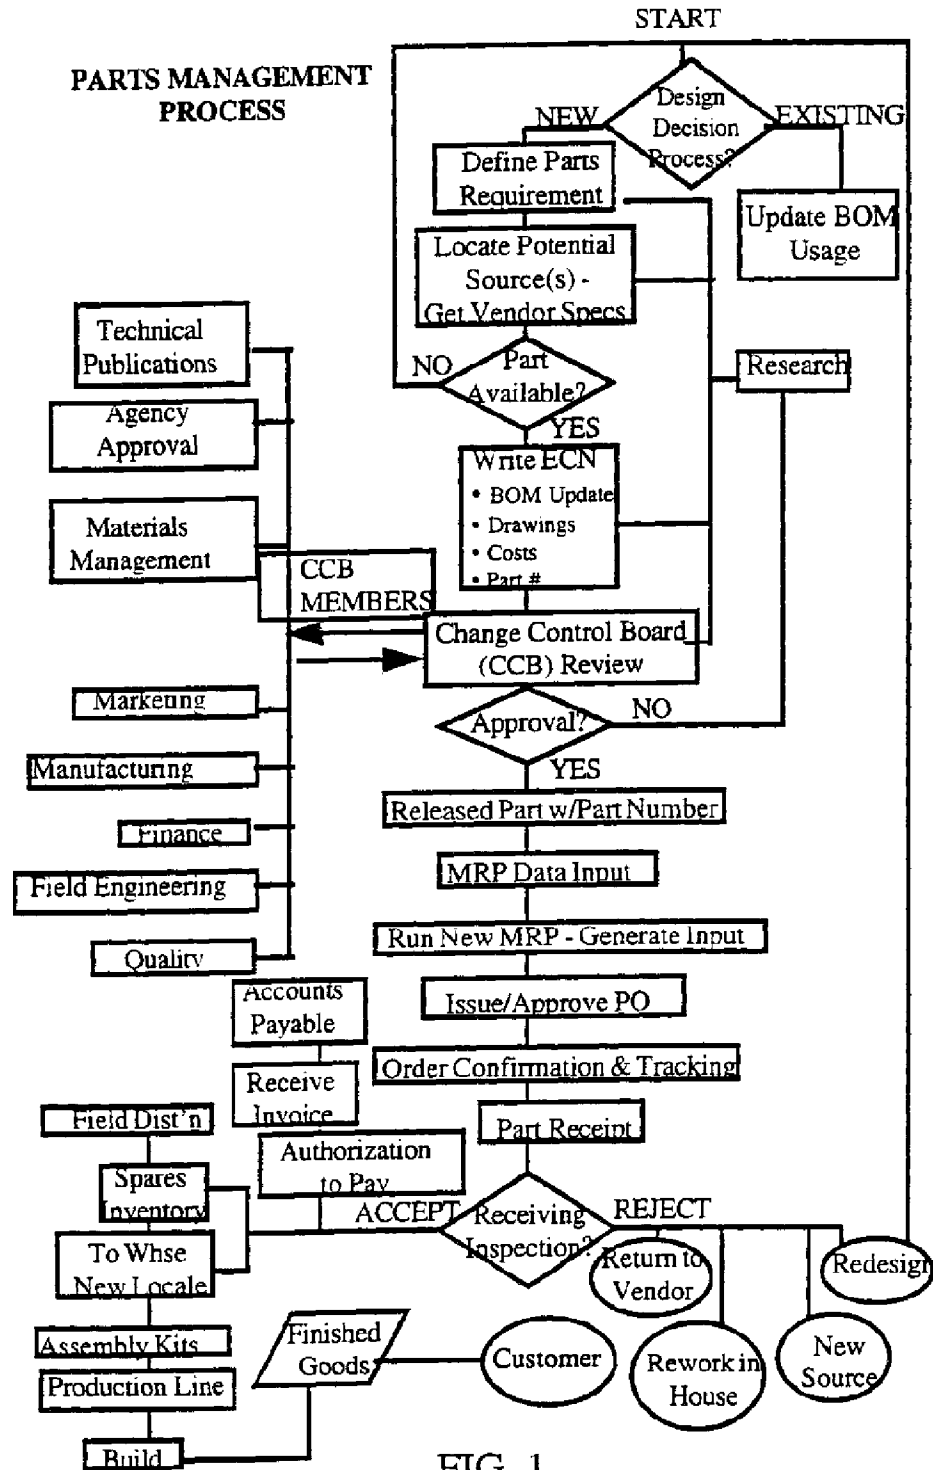 START
PARTS MANAGEMENT
PROCESS
Design
Decision
Process?
NEW
EXISTING
Define Parts
Requirement
Update BOM
Usage
Locate Potential
Source(s) -
Get Vendor Specs
Technical
Publications
NO
Part
Available?
Research
Agency
Approval
YES
Write ECN
• BOM Update
• Drawings
• Costs
• Part #
Materials
Management
CCB
MEMBERS
Change Control Board
(CCB) Review
Marketing
Approval?
NO
YES
Manufacturing
Released Part w/Part Number
Finance
MRP Data Input
Field Engineering
Run New MRP - Generate Input
Quality
Accounts
Payable
Issue/Approve PO
Order Confirmation & Tracking
Receive
Invoice
Field Dist'n
Part Receipt
Authorization
to Pay
Spares
Inventory
ACCEPT
Receiving
Inspection?
REJECT
To Whse
New Locale
Return to
Vendor
Redesign
Assembly Kits
Finished
Goods
Customer
Rework in
House
New
Source
Production Line
Build
FIG. 1